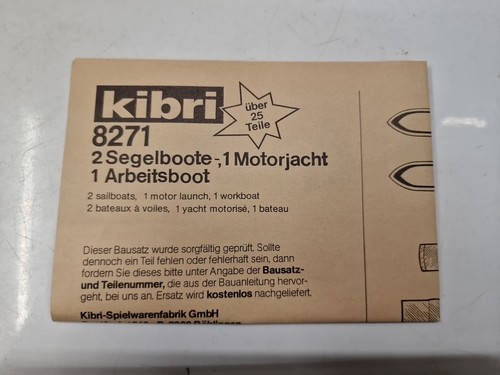 kibri
über
25
Teile
8271
2 Segelboote-, 1 Motorjacht
1 Arbeitsboot
2 sailboats, 1 motor launch, 1 workboat
2 bateaux à voiles, 1 yacht motorisé, 1 bateau
Dieser Bausatz wurde sorgfältig geprüft. Sollte
dennoch ein Teil fehlen oder fehlerhaft sein, dann
fordern Sie dieses bitte unter Angabe der Bausatz-
und Teilenummer, die aus der Bauanleitung hervor-
geht, bei uns an. Ersatz wird kostenlos nachgeliefert.
Kibri-Spielwarenfabrik GmbH